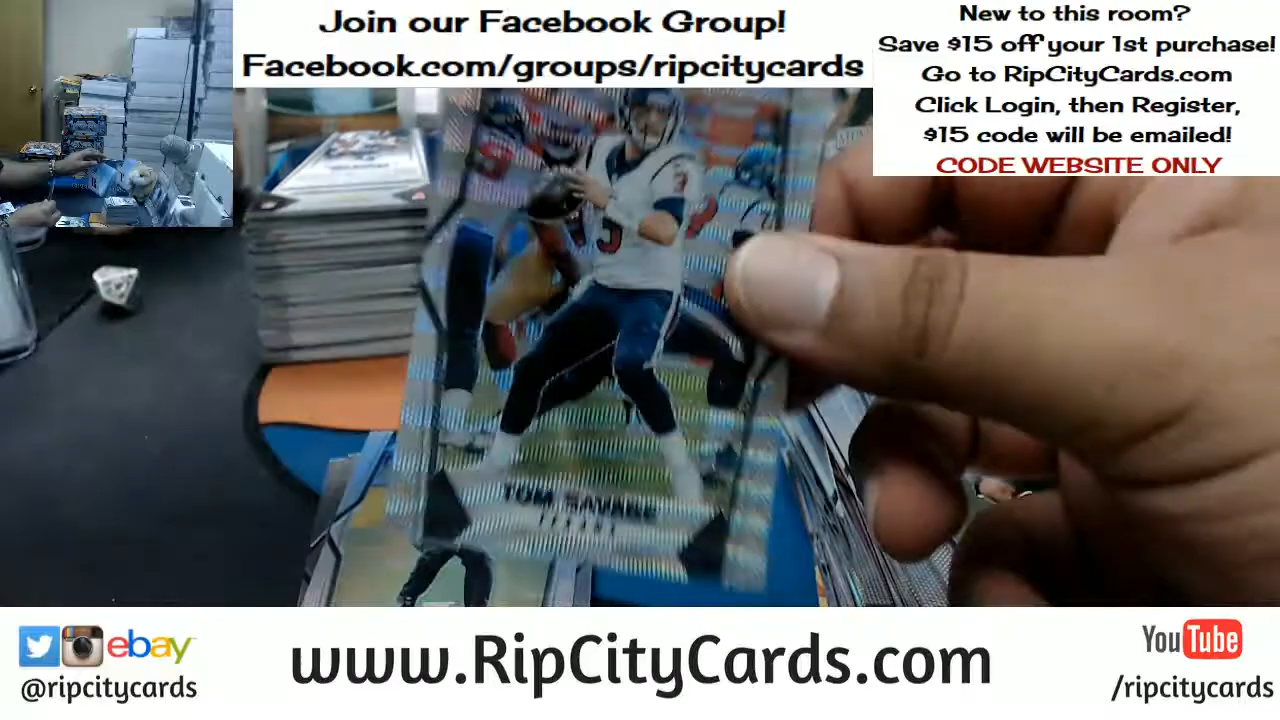 Join our Facebook Group!
Facebook.com/groups/ripcitycards
New to this room?
Save $15 off your 1st purchase!
Go to RipCityCards.com
Click Login, then Register,
$15 code will be emailed!
CODE WEBSITE ONLY
3
TOM SAVAGE
ebay
@ripcitycards
www.RipCityCards.com
YouTube
/ripcitycards